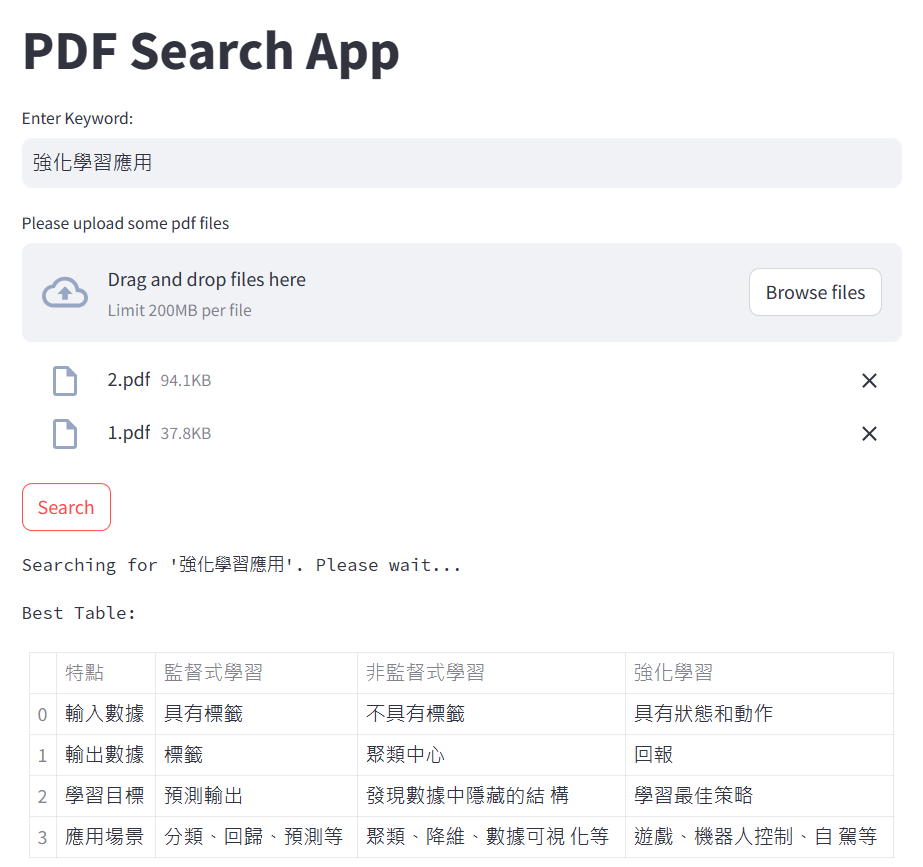 PDF Search App
Enter Keyword:
強化學習應用
Please upload some pdf files
Drag and drop files here
Limit 200MB per file
Browse files
2.pdf 94.1KB
1.pdf 37.8KB
Search
Searching for '強化學習應用'. Please wait...
Best Table:
特點 監督式學習 非監督式學習 強化學習
0 輸入數據 具有標籤 不具有標籤 具有狀態和動作
1 輸出數據 標籤 聚類中心 回報
2 學習目標 預測輸出 發現數據中隱藏的結 構 學習最佳策略
3 應用場景 分類、回歸、預測等 聚類、降維、數據可視 化等 遊戲、機器人控制、自 駕等